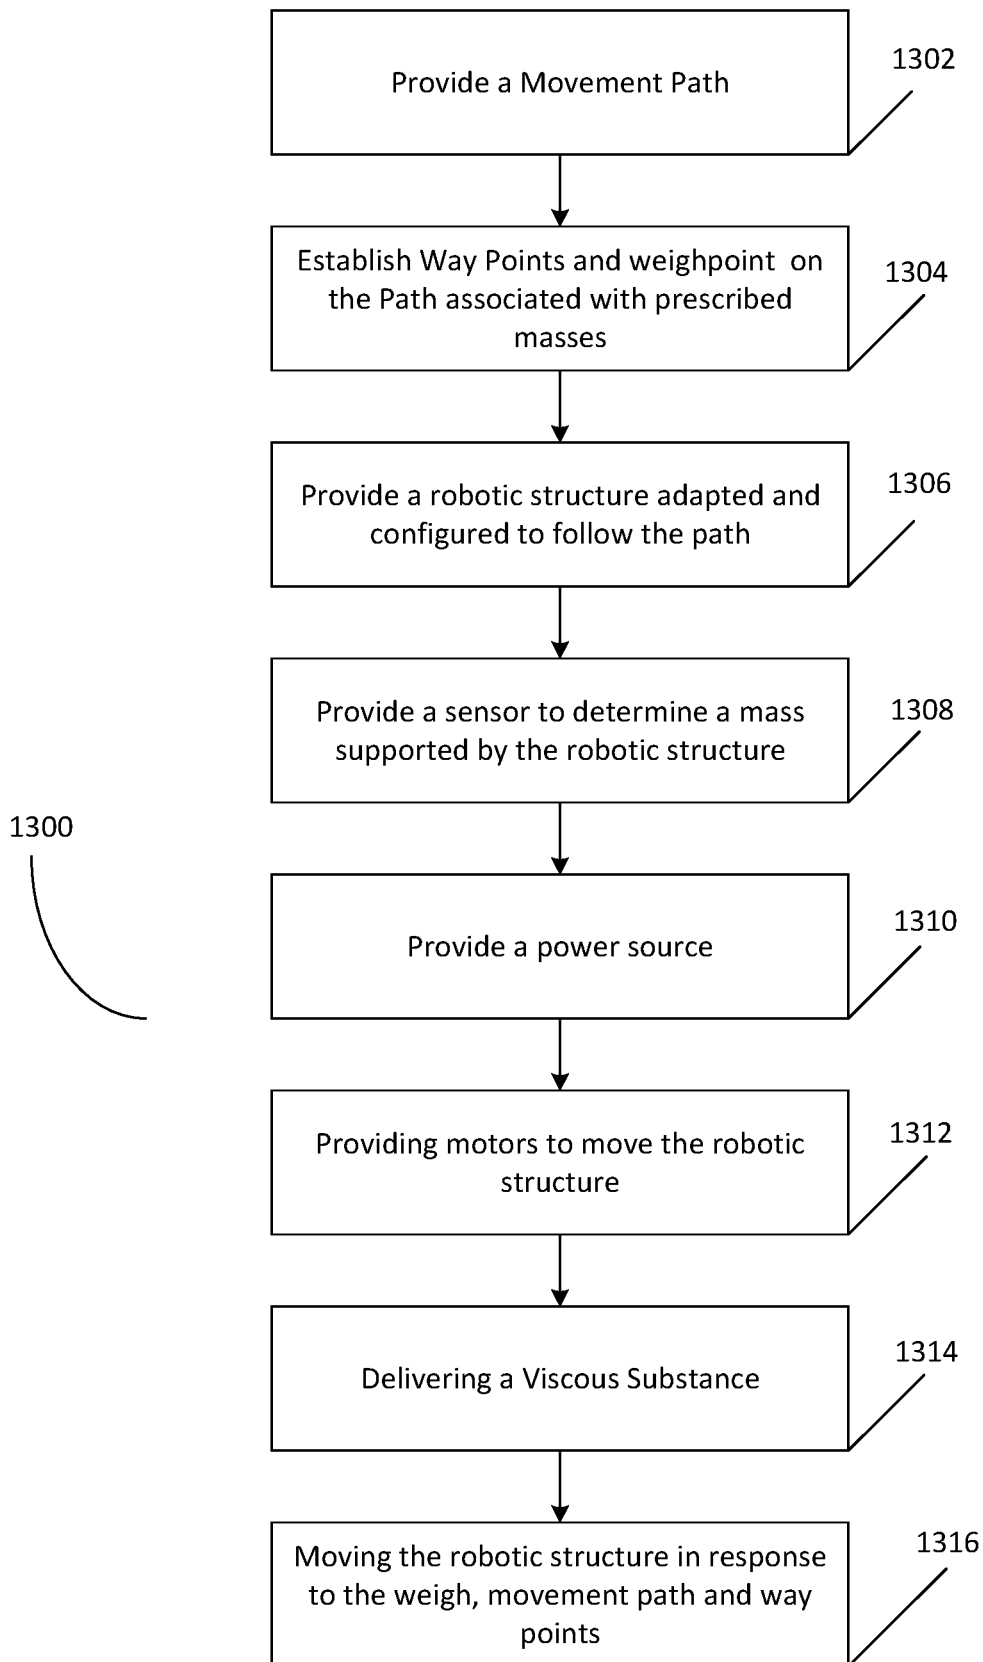 Provide a Movement Path
1302
Establish Way Points and weighpoint on
the Path associated with prescribed
masses
1304
Provide a robotic structure adapted and
configured to follow the path
1306
Provide a sensor to determine a mass
supported by the robotic structure
1308
1300
Provide a power source
1310
Providing motors to move the robotic
structure
1312
Delivering a Viscous Substance
1314
Moving the robotic structure in response
to the weigh, movement path and way
points
1316